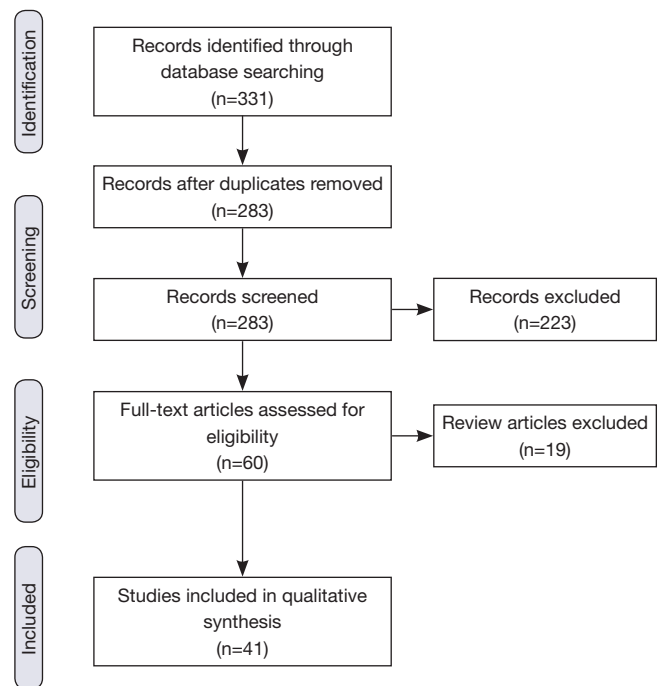 Identification
Records identified through
database searching
(n=331)
Records after duplicates removed
(n=283)
Screening
Records screened
(n=283)
Records excluded
(n=223)
Eligibility
Full-text articles assessed for
eligibility
(n=60)
Review articles excluded
(n=19)
Included
Studies included in qualitative
synthesis
(n=41)